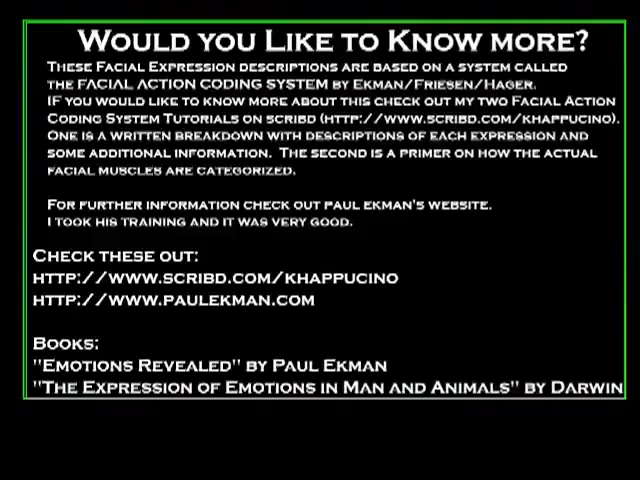 Would you Like to Know more?
These Facial Expression descriptions are based on a system called
the FACIAL ACTION CODING SYSTEM by Ekman/Friesen/Hager.
IF you would like to know more about this check out my two Facial Action
Coding System Tutorials on scribd (http://www.scribd.com/khappucino).
One is a written breakdown with descriptions of each expression and
some additional information. The second is a primer on how the actual
facial muscles are categorized.
For further information check out paul ekman's website.
I took his training and it was very good.
Check these out:
http://www.scribd.com/khappucino
http://www.paulekman.com
Books:
"Emotions Revealed" by Paul Ekman
"The Expression of Emotions in Man and Animals" by Darwin